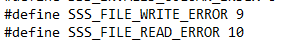 #define SSS_FILE_WRITE_ERROR 9
#define SSS_FILE_READ_ERROR 10